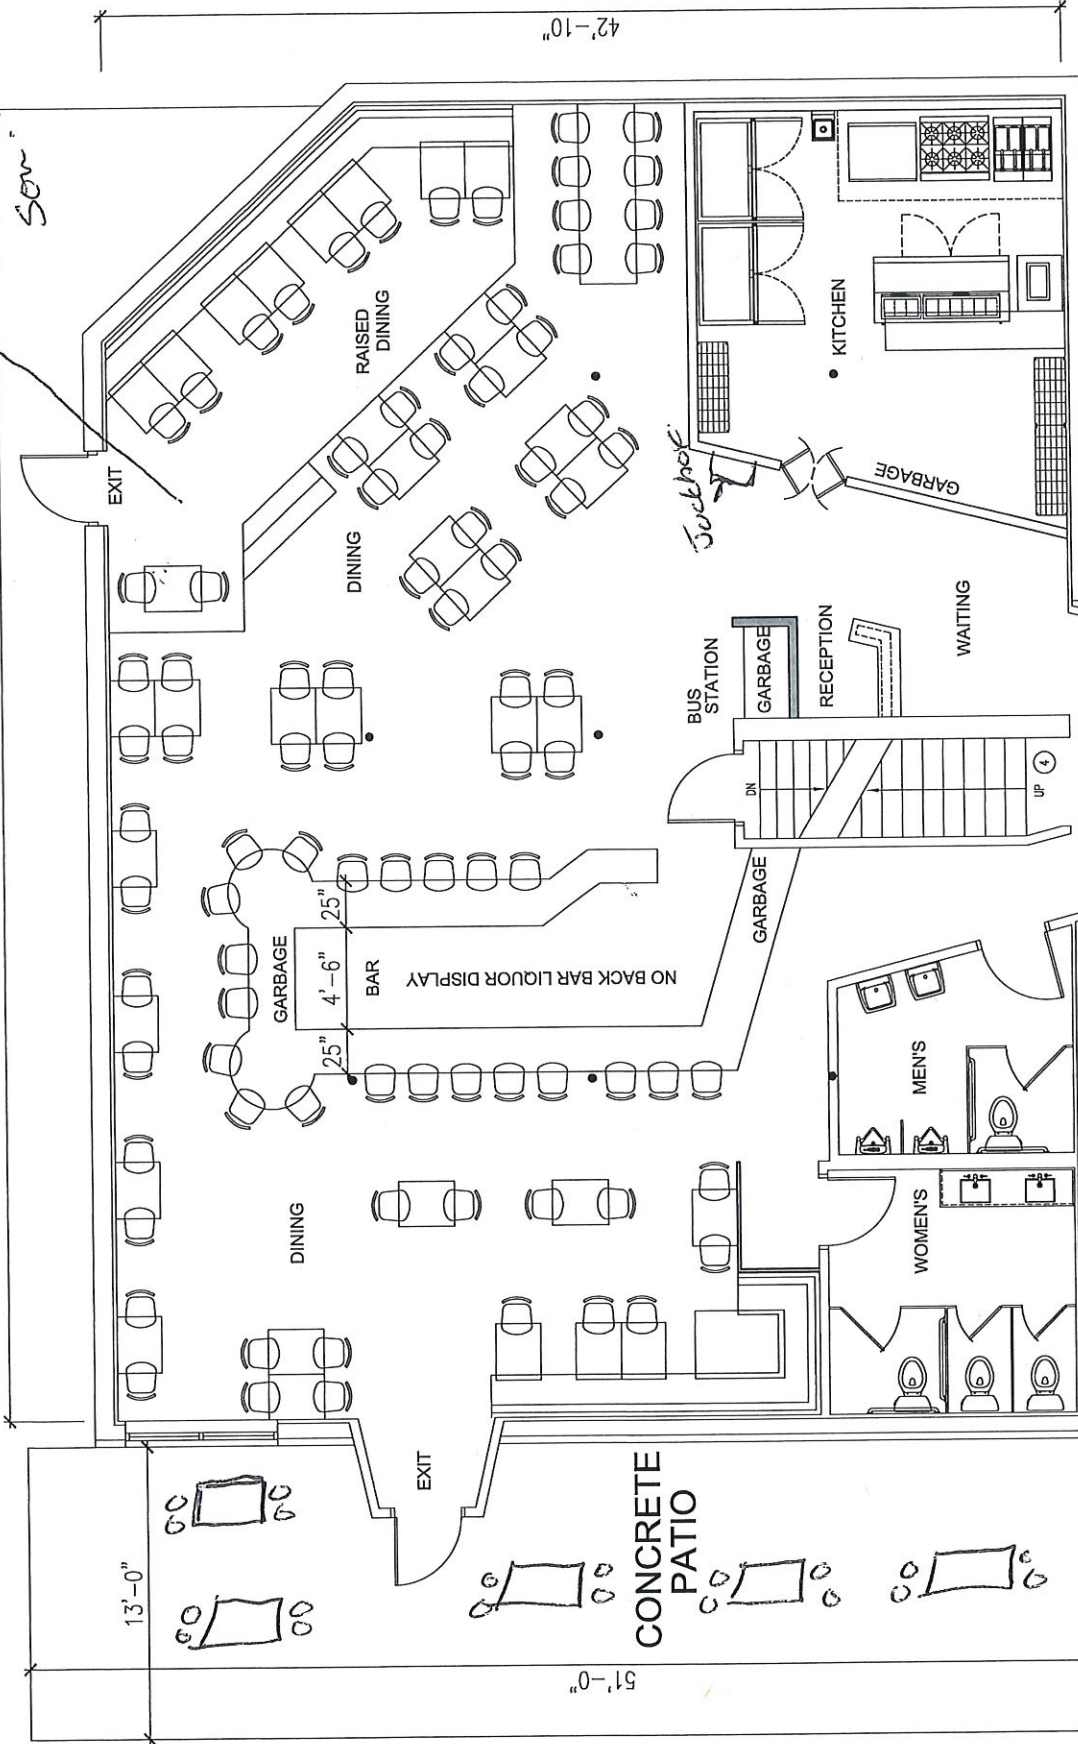 42'-10"
Son"
EXIT
RAISED
DINING
DINING
KITCHEN
GARBAGE
BUS
STATION
GARBAGE
RECEPTION
WAITING
DN
UP
4
GARBAGE
GARBAGE
25"
4'-6"
25"
BAR
NO BACK BAR LIQUOR DISPLAY
MEN'S
WOMEN'S
DINING
EXIT
CONCRETE
PATIO
13'-0"
51'-0"